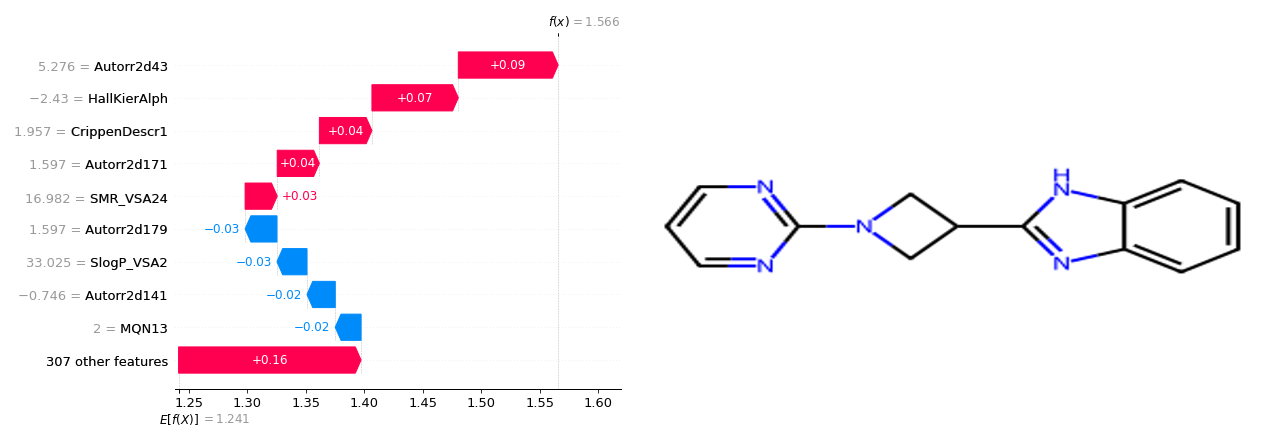 f(x) = 1.566
5.276 = Autorr2d43
+0.09
−2.43 = HallKierAlph
+0.07
1.957 = CrippenDescr1
+0.04
1.597 = Autorr2d171
+0.04
16.982 = SMR_VSA24
+0.03
1.597 = Autorr2d179
−0.03
33.025 = SlogP_VSA2
−0.03
−0.746 = Autorr2d141
−0.02
2 = MQN13
−0.02
307 other features
+0.16
1.25 1.30 1.35 1.40 1.45 1.50 1.55 1.60
E[f(X)] = 1.241
H
N
N
N
N
N